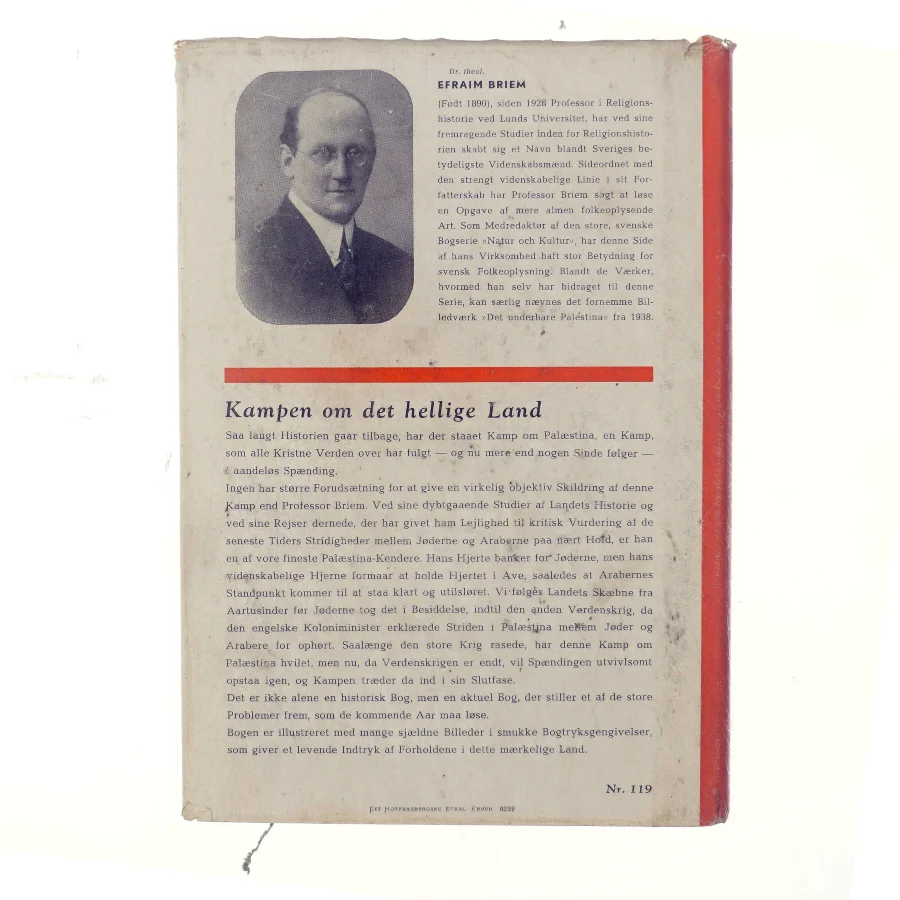 Dr. theol.
EFRAIM BRIEM
(Født 1890), siden 1928 Professor i Religions-
historie ved Lunds Universitet, har ved sine
fremragende Studier inden for Religionshisto-
rien skabt sig et Navn blandt Sveriges be-
tydeligste Videnskabsmænd. Sideordnet med
den strengt videnskabelige Linie i sit For-
fatterskab har Professor Briem søgt at løse
en Opgave af mere almen folkeoplysende
Art. Som Medredaktør af den store, svenske
Bogserie »Natur och Kultur«, har denne Side
af hans Virksomhed haft stor Betydning for
svensk Folkeoplysning. Blandt de Værker,
hvormed han selv har bidraget til denne
Serie, kan særlig nævnes det fornemme Bil-
ledværk »Det underbare Palestina« fra 1938.
Kampen om det hellige Land
Saa langt Historien gaar tilbage, har der staaet Kamp om Palæstina, en Kamp,
som alle Kristne Verden over har fulgt — og nu mere end nogen Sinde følger —
i aandeløs Spænding.
Ingen har større Forudsætning for at give en virkelig objektiv Skildring af denne
Kamp end Professor Briem. Ved sine dybtgaaende Studier af Landets Historie og
ved sine Rejser dernede, der har givet ham Lejlighed til kritisk Vurdering af de
seneste Tiders Stridigheder mellem Jøderne og Araberne paa nært Hold, er han
en af vore fineste Palæstina-Kendere. Hans Hjerte banker for Jøderne, men hans
videnskabelige Hjerne formaar at holde Hjertet i Ave, saaledes at Arabernes
Standpunkt kommer til at staa klart og utilsløret. Vi følges Landets Skæbne fra
Aartusinder før Jøderne tog det i Besiddelse, indtil den anden Verdenskrig, da
den engelske Koloniminister erklærede Striden i Palæstina mellem Jøder og
Arabere for ophørt. Saalænge den store Krig rasede, har denne Kamp om
Palæstina hvilet, men nu, da Verdenskrigen er endt, vil Spændingen utvivlsomt
opstaa igen, og Kampen træder da ind i sin Slutfase.
Det er ikke alene en historisk Bog, men en aktuel Bog, der stiller et af de store
Problemer frem, som de kommende Aar maa løse.
Bogen er illustreret med mange sjældne Billeder i smukke Bogtryksgengivelser,
som giver et levende Indtryk af Forholdene i dette mærkelige Land.
Nr. 119
DET HOFFENSBERGSKE ETABL. KBHVN 6239